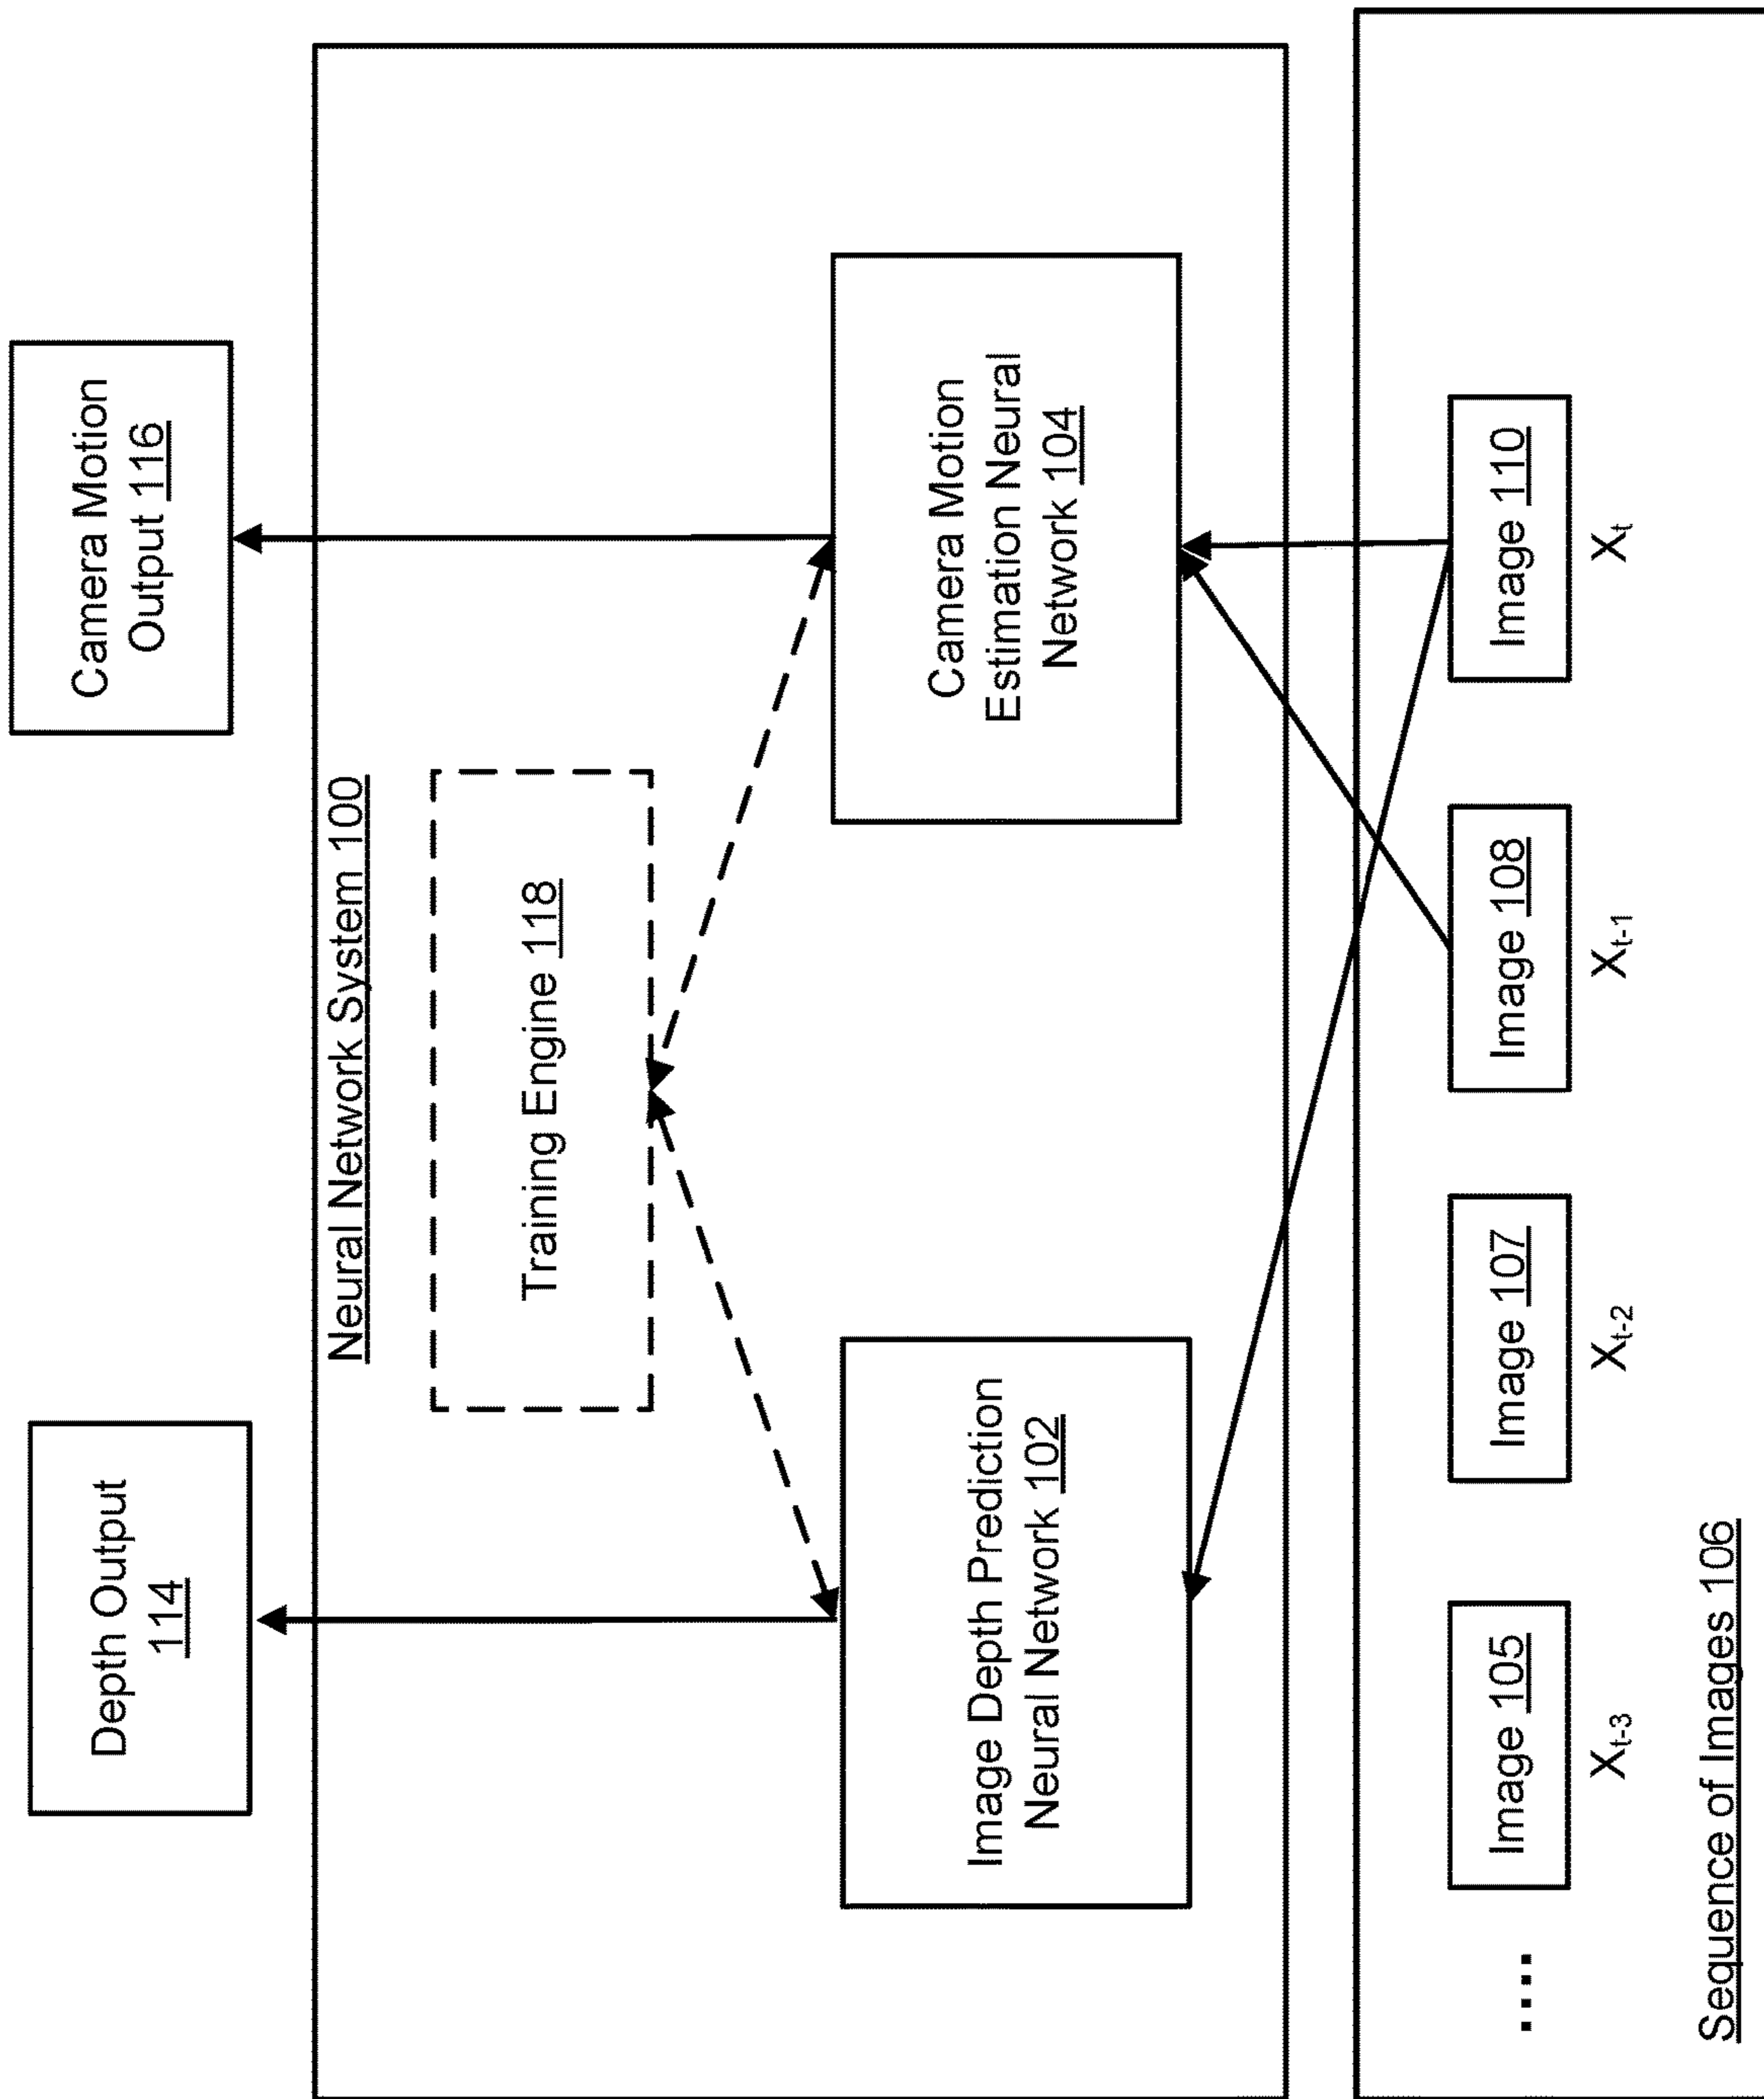 Depth Output
114
Camera Motion
Output 116
Neural Network System 100
Training Engine 118
Image Depth Prediction
Neural Network 102
Camera Motion
Estimation Neural
Network 104
....
Image 105
Image 107
Image 108
Image 110
Xt-3
Xt-2
Xt-1
Xt
Sequence of Images 106